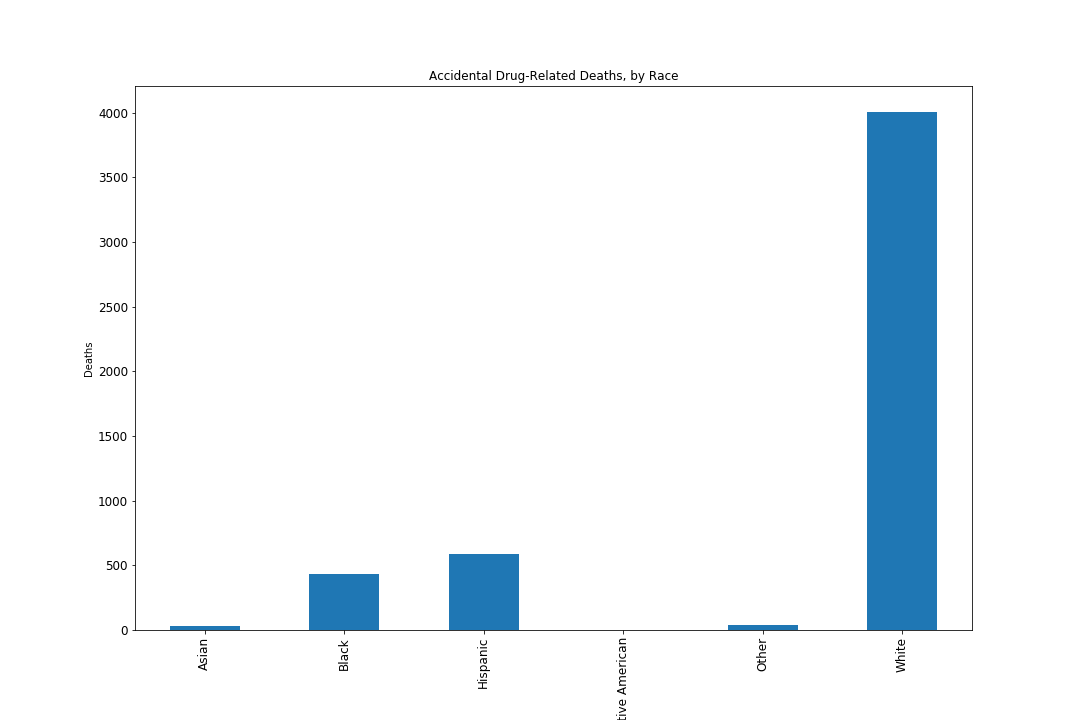 Accidental Drug-Related Deaths, by Race
4000
3500
3000
2500
2000
1500
1000
500
0
Deaths
Asian
Black
Hispanic
tive American
Other
White